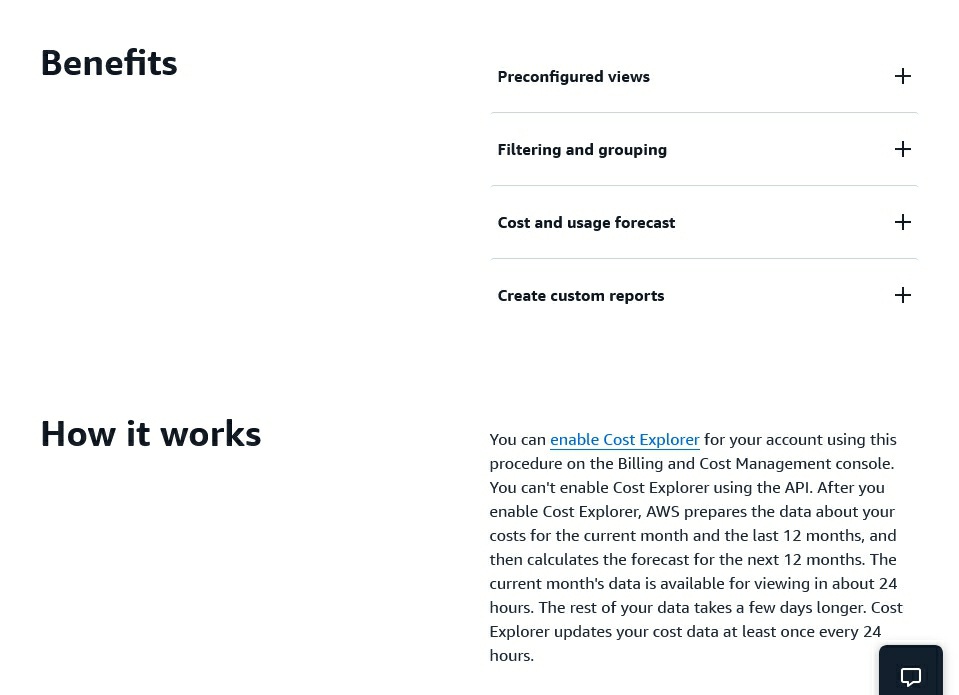 Benefits
Preconfigured views
Filtering and grouping
Cost and usage forecast
Create custom reports
How it works
You can enable Cost Explorer for your account using this
procedure on the Billing and Cost Management console.
You can't enable Cost Explorer using the API. After you
enable Cost Explorer, AWS prepares the data about your
costs for the current month and the last 12 months, and
then calculates the forecast for the next 12 months. The
current month's data is available for viewing in about 24
hours. The rest of your data takes a few days longer. Cost
Explorer updates your cost data at least once every 24
hours.